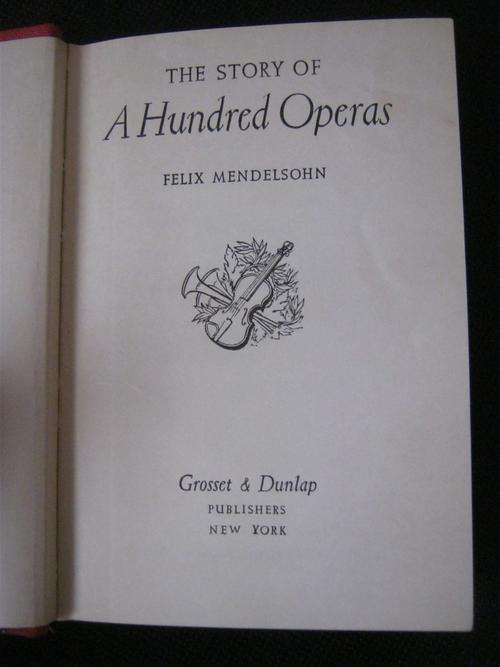 THE STORY OF
A Hundred Operas
FELIX MENDELSOHN
Grosset & Dunlap
PUBLISHERS
NEW YORK